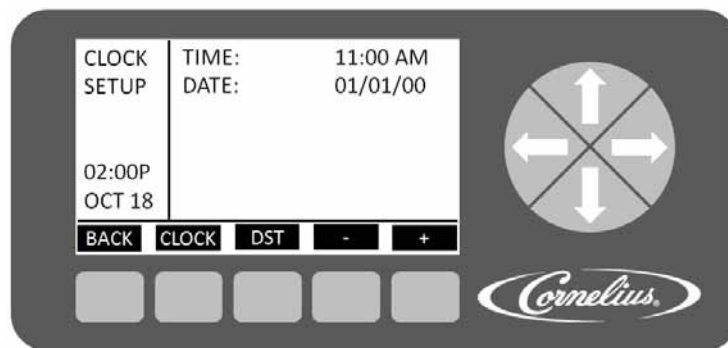 CLOCK
SETUP
TIME: 11:00 AM
DATE: 01/01/00
02:00P
OCT 18
BACK CLOCK DST - +
Cornelius.